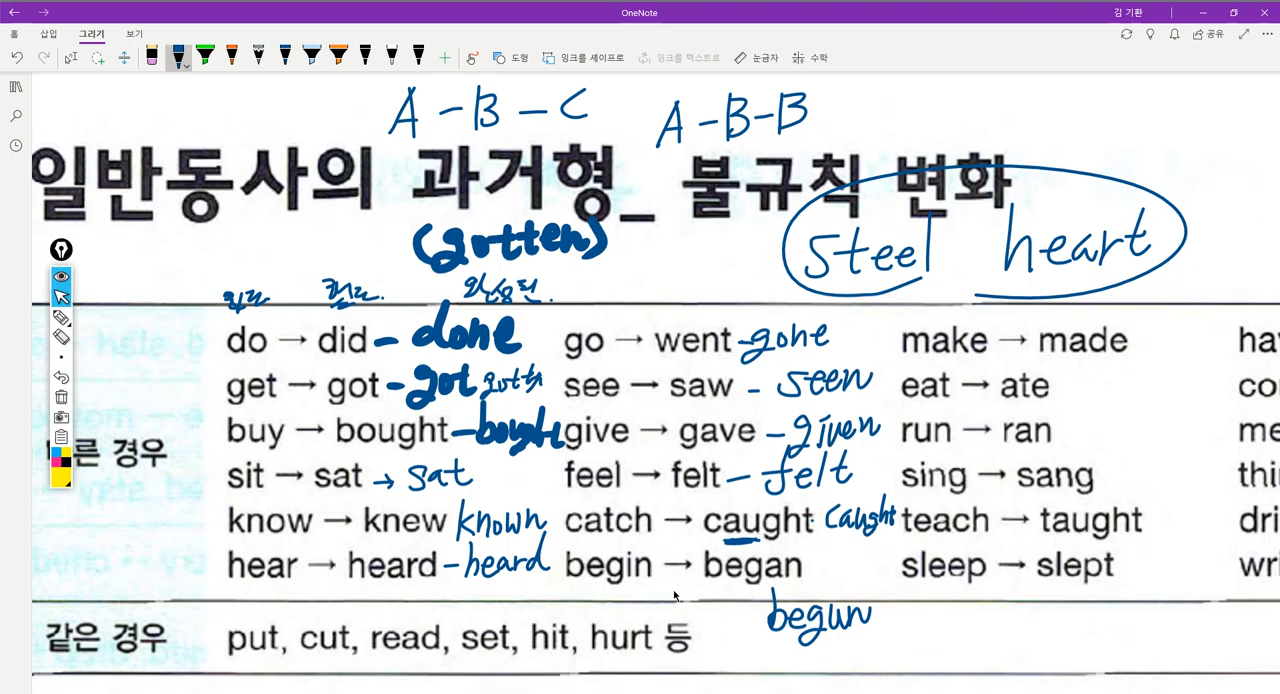 OneNote
김 기환
홈 삽입 그리기 보기
공유
도형 잉크를 셰이프로 잉크를 텍스트로 눈금자 수학
A - B - C A - B - B
일반동사의 과거형_ 불규칙 변화
(gotten) steel heart
완성된.
do → did - done go → went - gone make → made
get → got - got see → saw - seen eat → ate
buy → bought - bought give → gave - given run → ran
른 경우
sit → sat → sat feel → felt - felt sing → sang
know → knew known catch → caught caught teach → taught
hear → heard - heard begin → began sleep → slept
begun
같은 경우 put, cut, read, set, hit, hurt 등